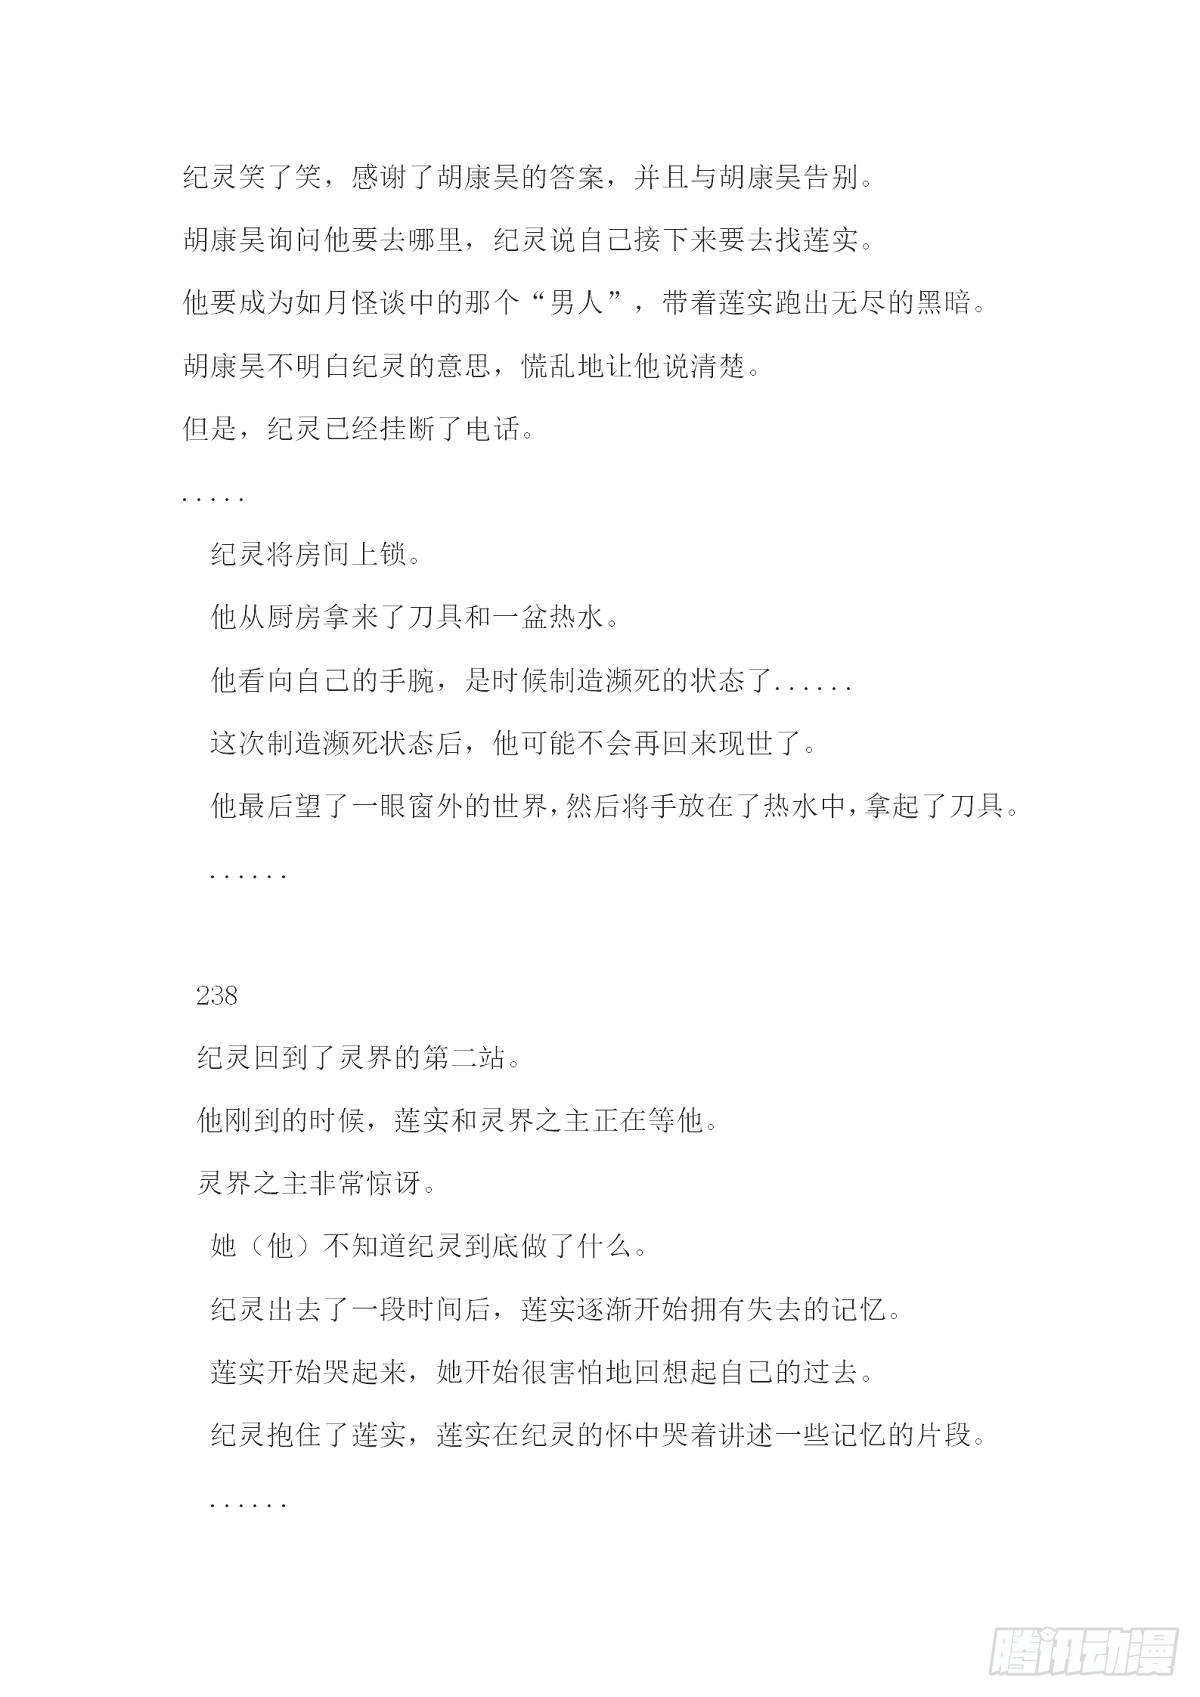 纪灵笑了笑，感谢了胡康昊的答案，并且与胡康昊告别。
胡康昊询问他要去哪里，纪灵说自己接下来要去找莲实。
他要成为如月怪谈中的那个“男人”，带着莲实跑出无尽的黑暗。
胡康昊不明白纪灵的意思，慌乱地让他说清楚。
但是，纪灵已经挂断了电话。
.....
纪灵将房间上锁。
他从厨房拿来了刀具和一盆热水。
他看向自己的手腕，是时候制造濒死的状态了......
这次制造濒死状态后，他可能不会再回来现世了。
他最后望了一眼窗外的世界，然后将手放在了热水中，拿起了刀具。
......
238
纪灵回到了灵界的第二站。
他刚到的时候，莲实和灵界之主正在等他。
灵界之主非常惊讶。
她（他）不知道纪灵到底做了什么。
纪灵出去了一段时间后，莲实逐渐开始拥有失去的记忆。
莲实开始哭起来，她开始很害怕地回想起自己的过去。
纪灵抱住了莲实，莲实在纪灵的怀中哭着讲述一些记忆的片段。
......
腾讯动漫